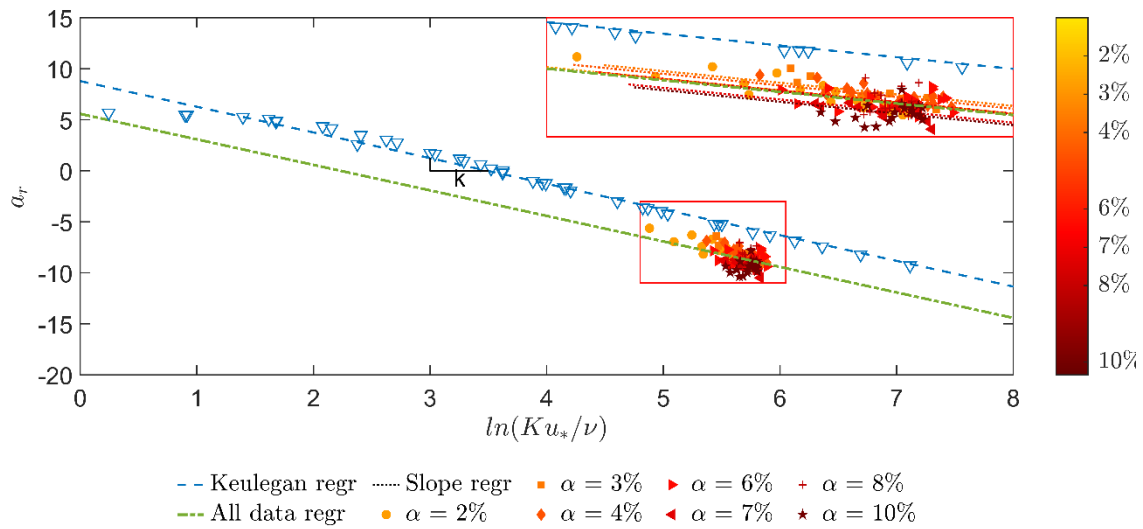 15
10
5
0
-5
-10
-15
-20
a_r
k
0 1 2 3 4 5 6 7 8
ln(Ku_*/ν)
2%
3%
4%
6%
7%
8%
10%
Keulegan regr Slope regr α = 3% α = 6% α = 8%
All data regr α = 2% α = 4% α = 7% α = 10%